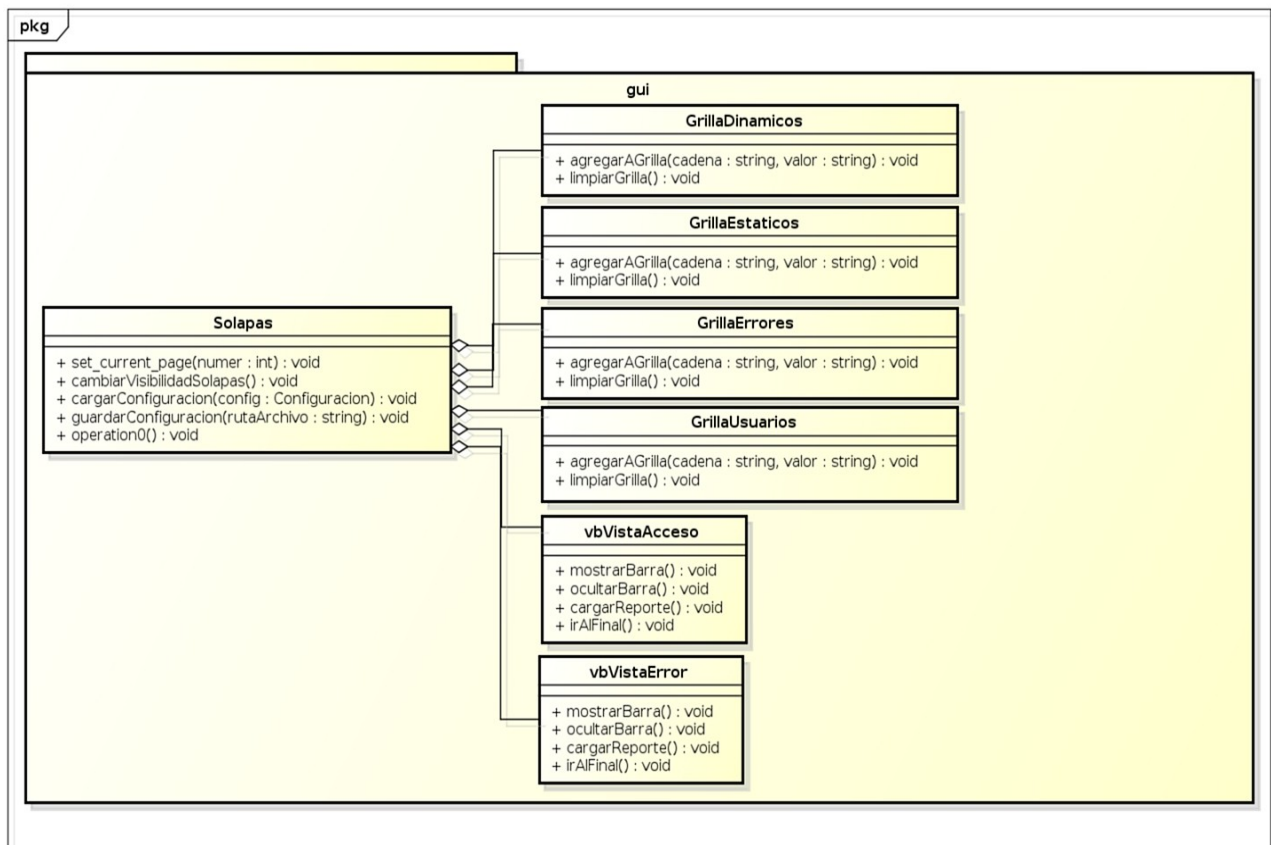 pkg
gui
GrillaDinamicos
+ agregarAGrilla(cadena : string, valor : string) : void
+ limpiarGrilla() : void
GrillaEstaticos
+ agregarAGrilla(cadena : string, valor : string) : void
+ limpiarGrilla() : void
Solapas
+ set_current_page(numer : int) : void
+ cambiarVisibilidadSolapas() : void
+ cargarConfiguracion(config : Configuracion) : void
+ guardarConfiguracion(rutaArchivo : string) : void
+ operation0() : void
GrillaErrores
+ agregarAGrilla(cadena : string, valor : string) : void
+ limpiarGrilla() : void
GrillaUsuarios
+ agregarAGrilla(cadena : string, valor : string) : void
+ limpiarGrilla() : void
vbVistaAcceso
+ mostrarBarra() : void
+ ocultarBarra() : void
+ cargarReporte() : void
+ irAlFinal() : void
vbVistaError
+ mostrarBarra() : void
+ ocultarBarra() : void
+ cargarReporte() : void
+ irAlFinal() : void